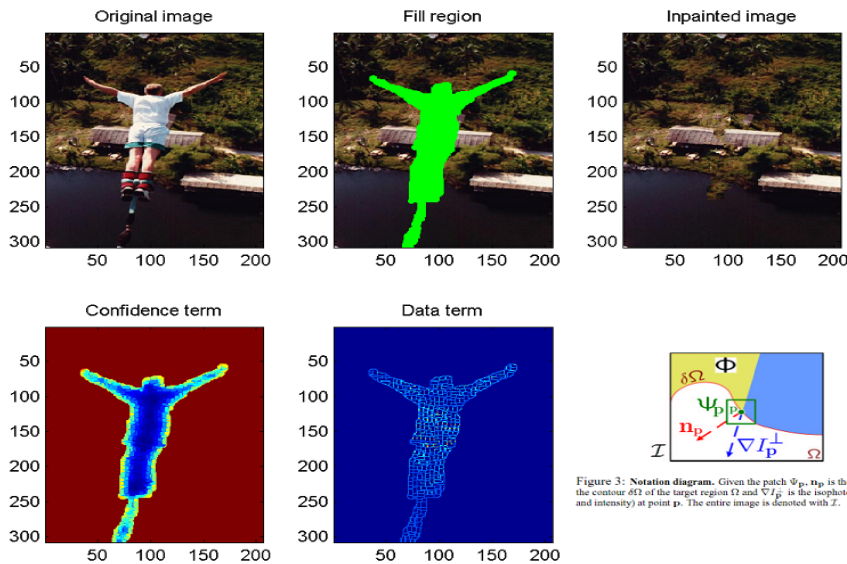 Original image
Fill region
Inpainted image
50
100
150
200
250
300
50 100 150 200
50
100
150
200
250
300
50 100 150 200
50
100
150
200
250
300
50 100 150 200
Confidence term
Data term
50
100
150
200
250
300
50 100 150 200
50
100
150
200
250
300
50 100 150 200
Φ
δΩ
Ψp
p
np
∇I⊥p
I
Ω
Figure 3: Notation diagram. Given the patch Ψp, np is the
the contour δΩ of the target region Ω and ∇I⊥p is the isophote
and intensity) at point p. The entire image is denoted with I.